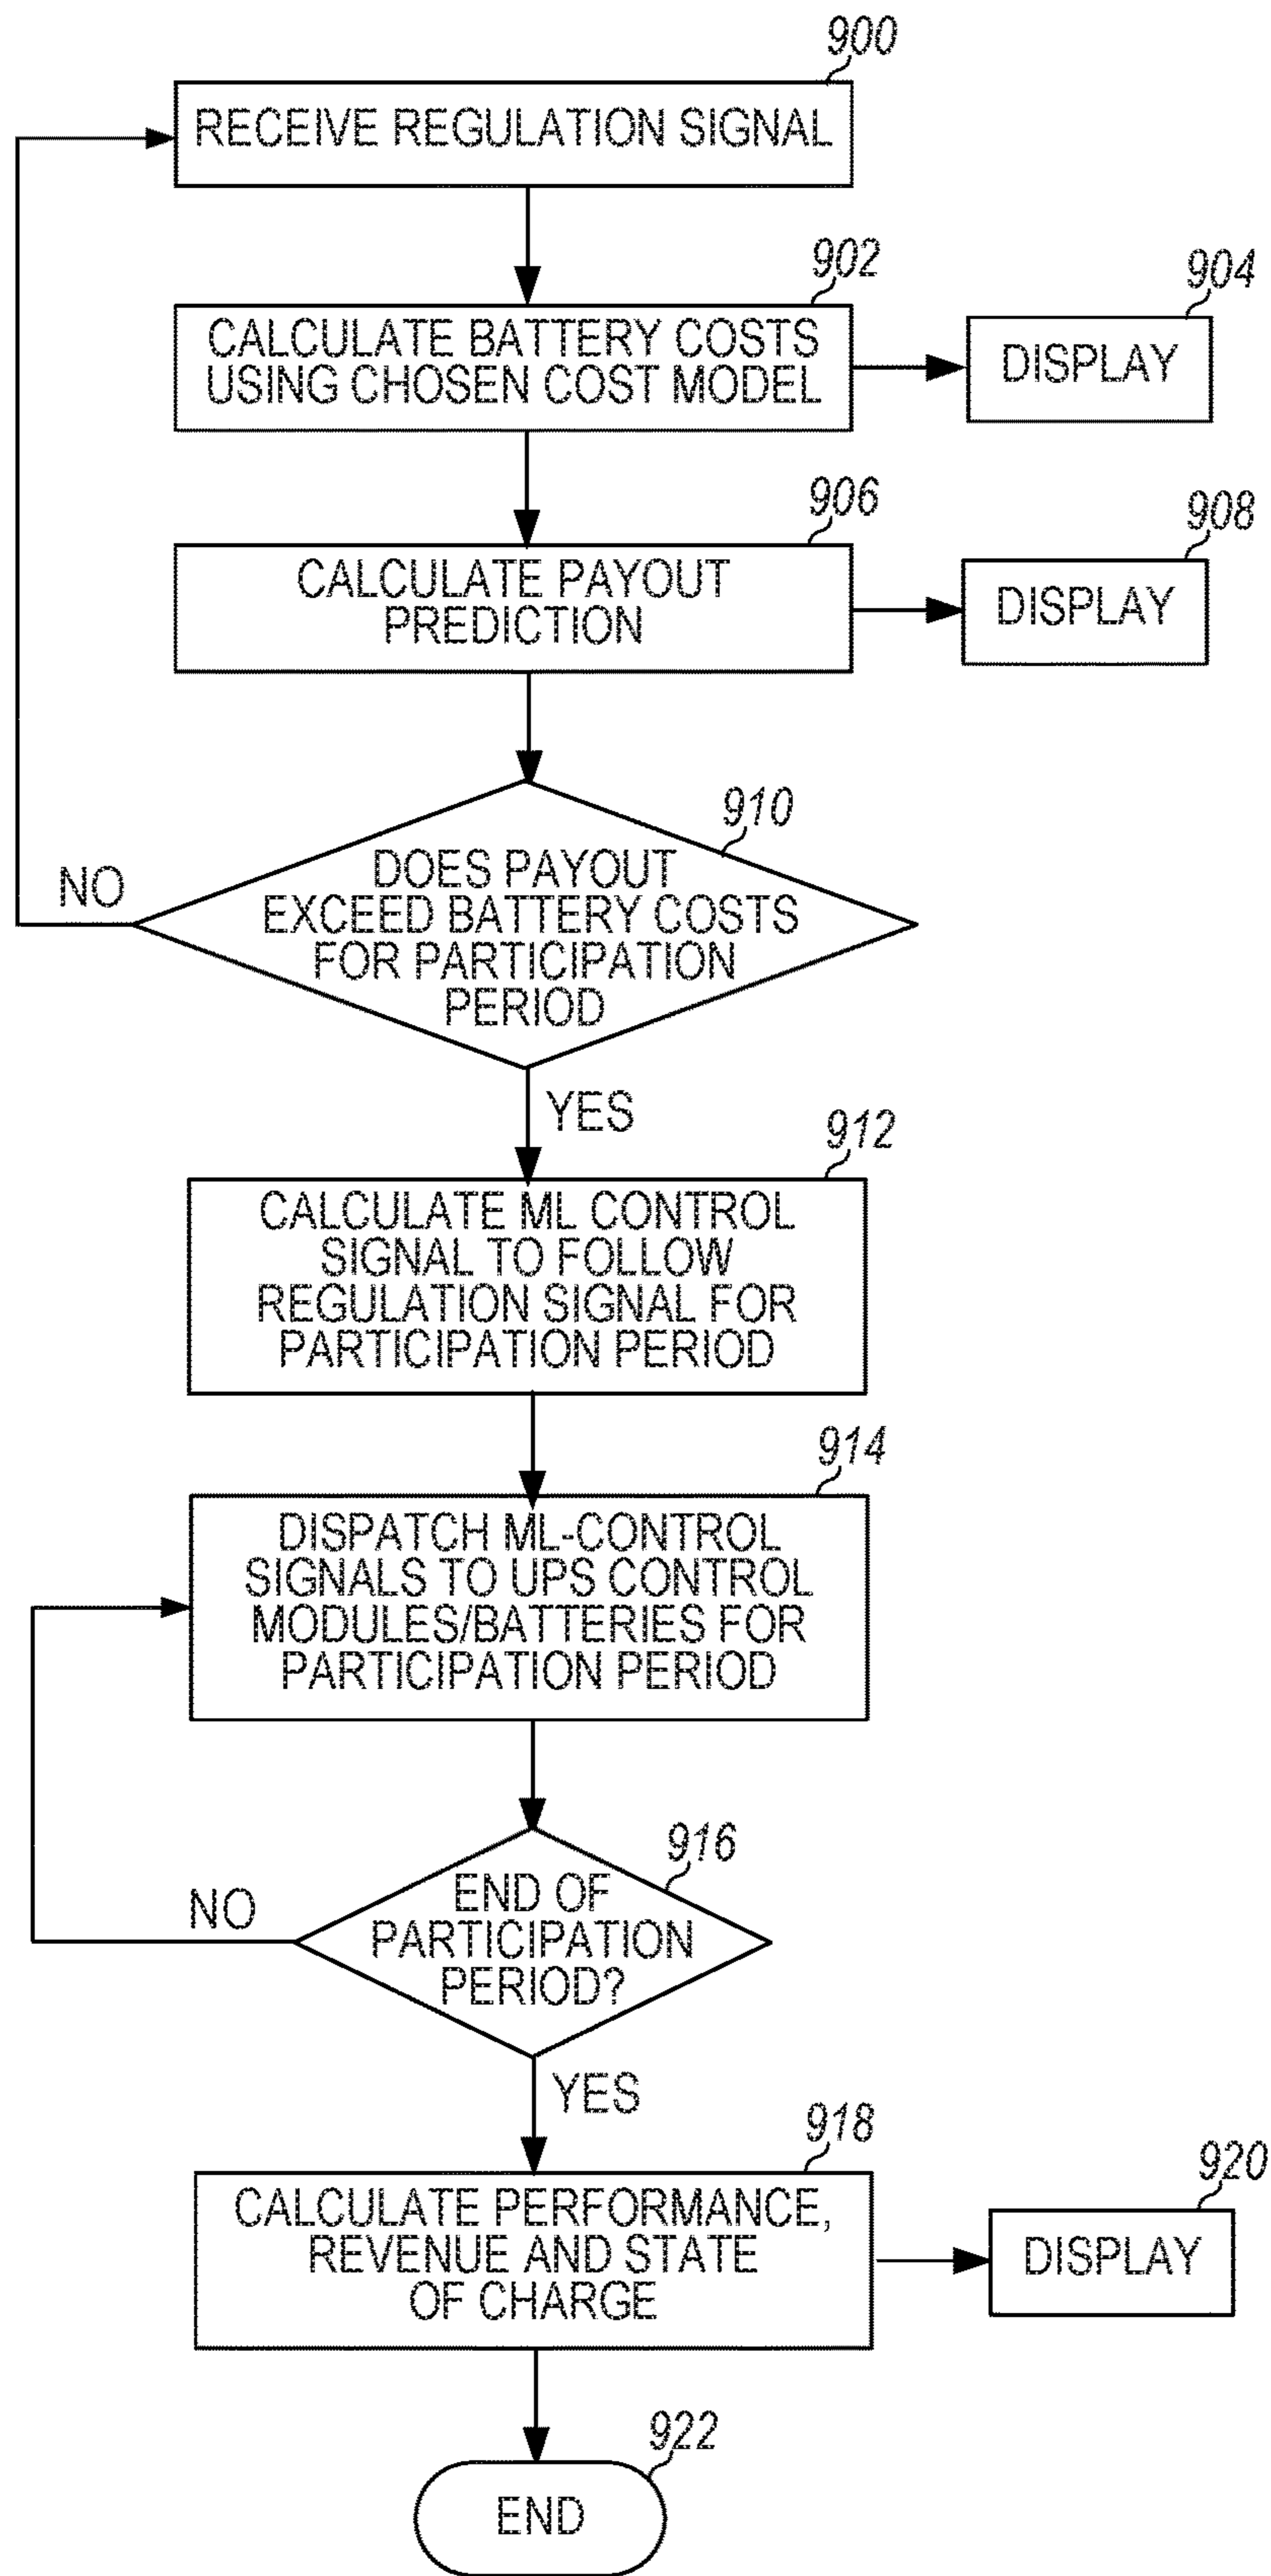 900
RECEIVE REGULATION SIGNAL
902
CALCULATE BATTERY COSTS
USING CHOSEN COST MODEL
904
DISPLAY
906
CALCULATE PAYOUT
PREDICTION
908
DISPLAY
910
DOES PAYOUT
EXCEED BATTERY COSTS
FOR PARTICIPATION
PERIOD
NO
YES
912
CALCULATE ML CONTROL
SIGNAL TO FOLLOW
REGULATION SIGNAL FOR
PARTICIPATION PERIOD
914
DISPATCH ML-CONTROL
SIGNALS TO UPS CONTROL
MODULES/BATTERIES FOR
PARTICIPATION PERIOD
916
END OF
PARTICIPATION
PERIOD?
NO
YES
918
CALCULATE PERFORMANCE,
REVENUE AND STATE
OF CHARGE
920
DISPLAY
922
END